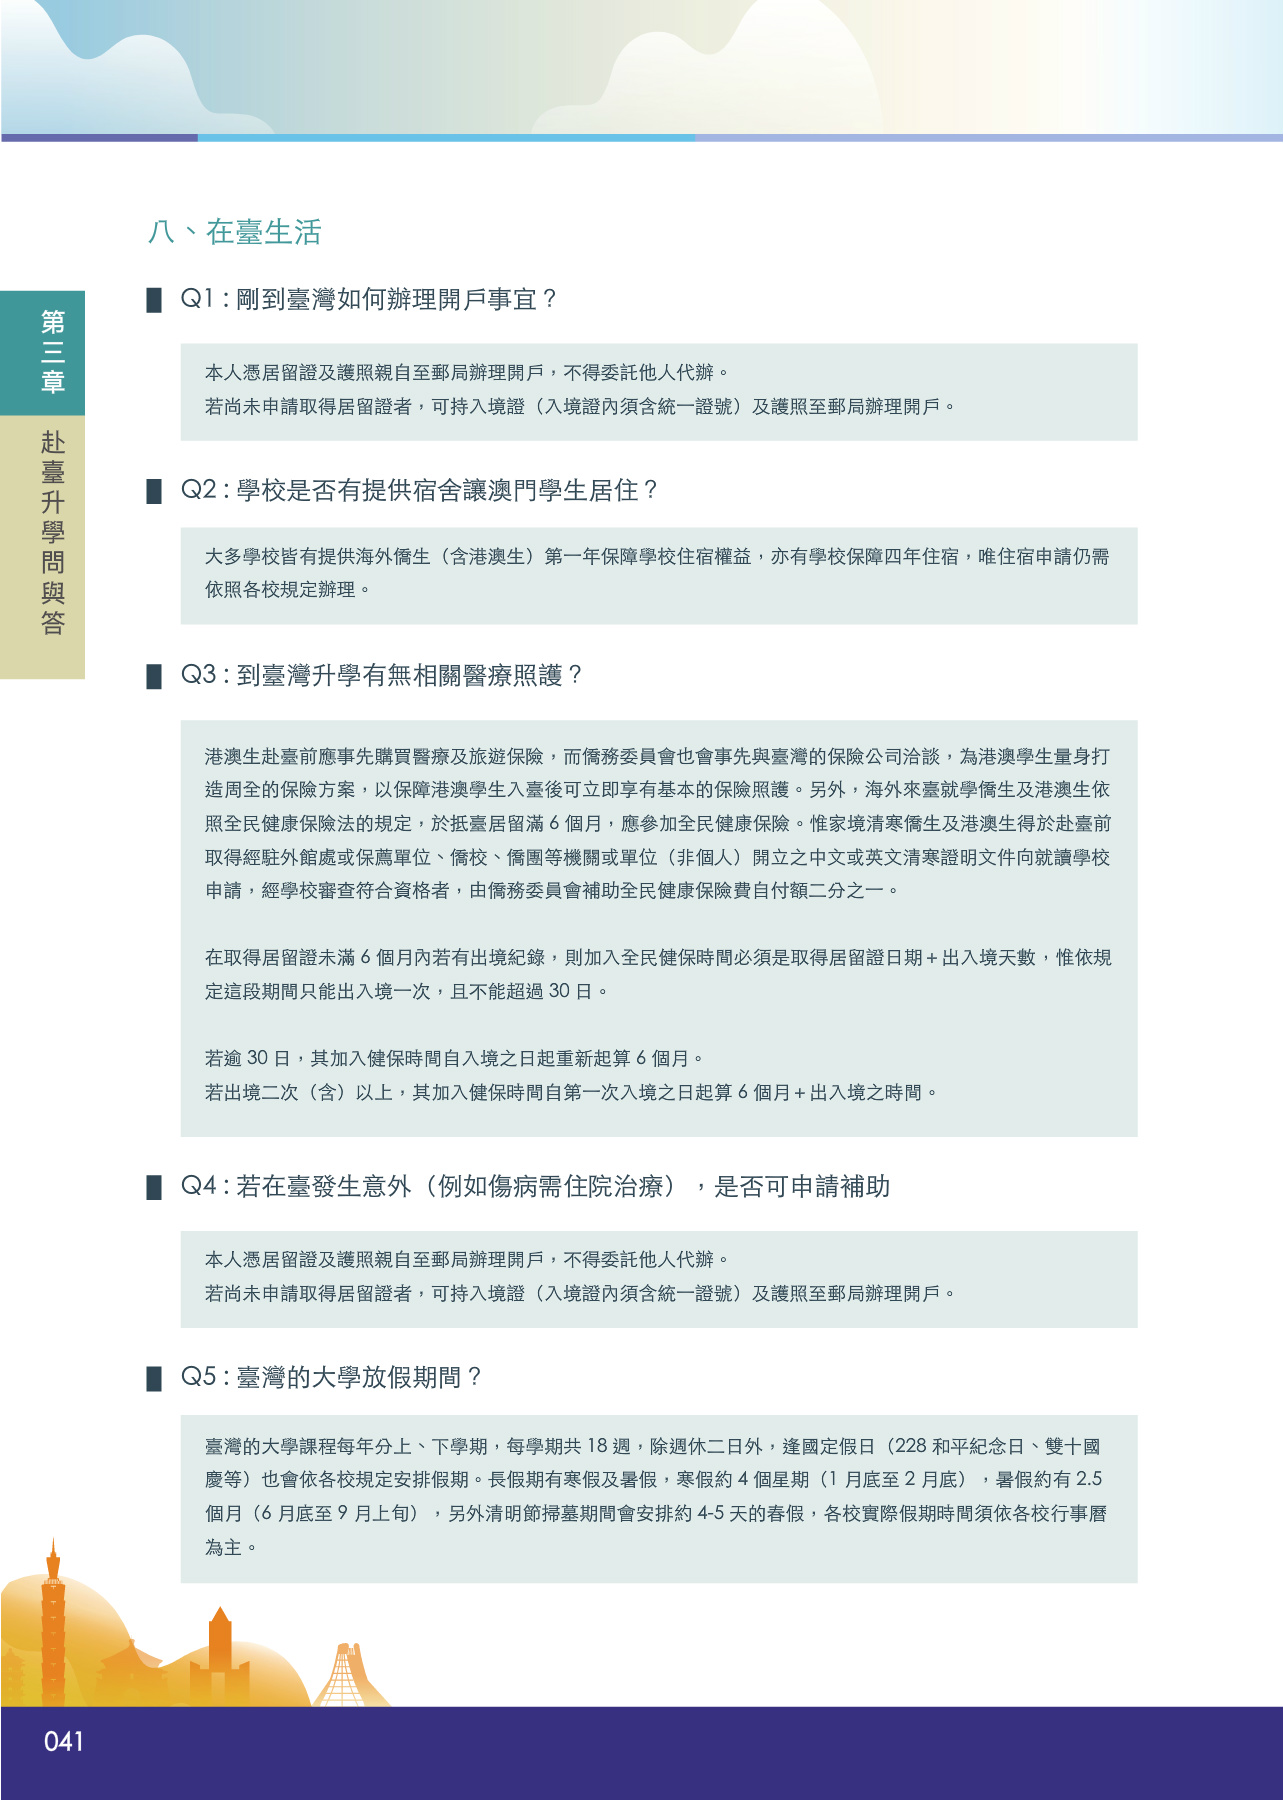 八、在臺生活
第三章
赴臺升學問與答
Q1 : 剛到臺灣如何辦理開戶事宜？
本人憑居留證及護照親自至郵局辦理開戶，不得委託他人代辦。
若尚未申請取得居留證者，可持入境證（入境證內須含統一證號）及護照至郵局辦理開戶。
Q2 : 學校是否有提供宿舍讓澳門學生居住？
大多學校皆有提供海外僑生（含港澳生）第一年保障學校住宿權益，亦有學校保障四年住宿，唯住宿申請仍需
依照各校規定辦理。
Q3 : 到臺灣升學有無相關醫療照護？
港澳生赴臺前應事先購買醫療及旅遊保險，而僑務委員會也會事先與臺灣的保險公司洽談，為港澳學生量身打
造周全的保險方案，以保障港澳學生入臺後可立即享有基本的保險照護。另外，海外來臺就學僑生及港澳生依
照全民健康保險法的規定，於抵臺居留滿 6 個月，應參加全民健康保險。惟家境清寒僑生及港澳生得於赴臺前
取得經駐外館處或保薦單位、僑校、僑團等機關或單位（非個人）開立之中文或英文清寒證明文件向就讀學校
申請，經學校審查符合資格者，由僑務委員會補助全民健康保險費自付額二分之一。
在取得居留證未滿 6 個月內若有出境紀錄，則加入全民健保時間必須是取得居留證日期＋出入境天數，惟依規
定這段期間只能出入境一次，且不能超過 30 日。
若逾 30 日，其加入健保時間自入境之日起重新起算 6 個月。
若出境二次（含）以上，其加入健保時間自第一次入境之日起算 6 個月＋出入境之時間。
Q4 : 若在臺發生意外（例如傷病需住院治療），是否可申請補助
本人憑居留證及護照親自至郵局辦理開戶，不得委託他人代辦。
若尚未申請取得居留證者，可持入境證（入境證內須含統一證號）及護照至郵局辦理開戶。
Q5 : 臺灣的大學放假期間？
臺灣的大學課程每年分上、下學期，每學期共 18 週，除週休二日外，逢國定假日（228 和平紀念日、雙十國
慶等）也會依各校規定安排假期。長假期有寒假及暑假，寒假約 4 個星期（1 月底至 2 月底），暑假約有 2.5
個月（6 月底至 9 月上旬），另外清明節掃墓期間會安排約 4-5 天的春假，各校實際假期時間須依各校行事曆
為主。
041